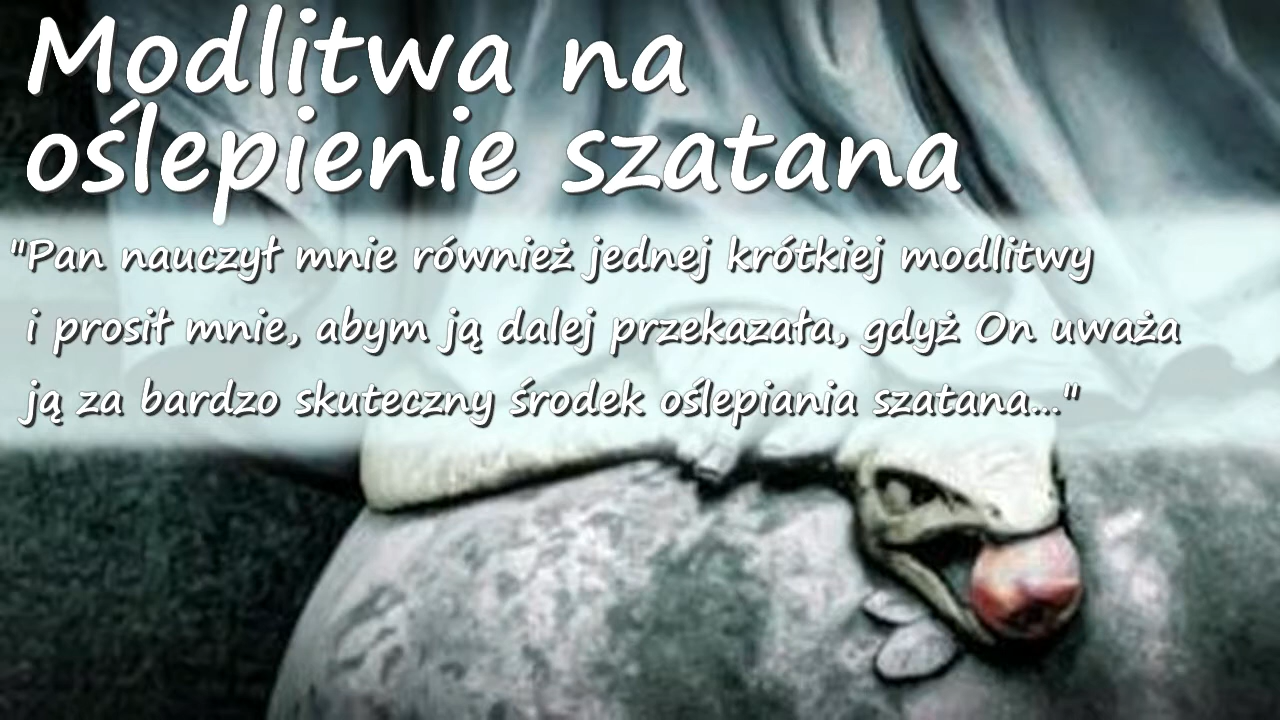 Modlitwa na
oślepienie szatana
"Pan nauczył mnie również jednej krótkiej modlitwy
i prosił mnie, abym ją dalej przekazała, gdyż On uważa
ją za bardzo skuteczny środek oślepiania szatana..."